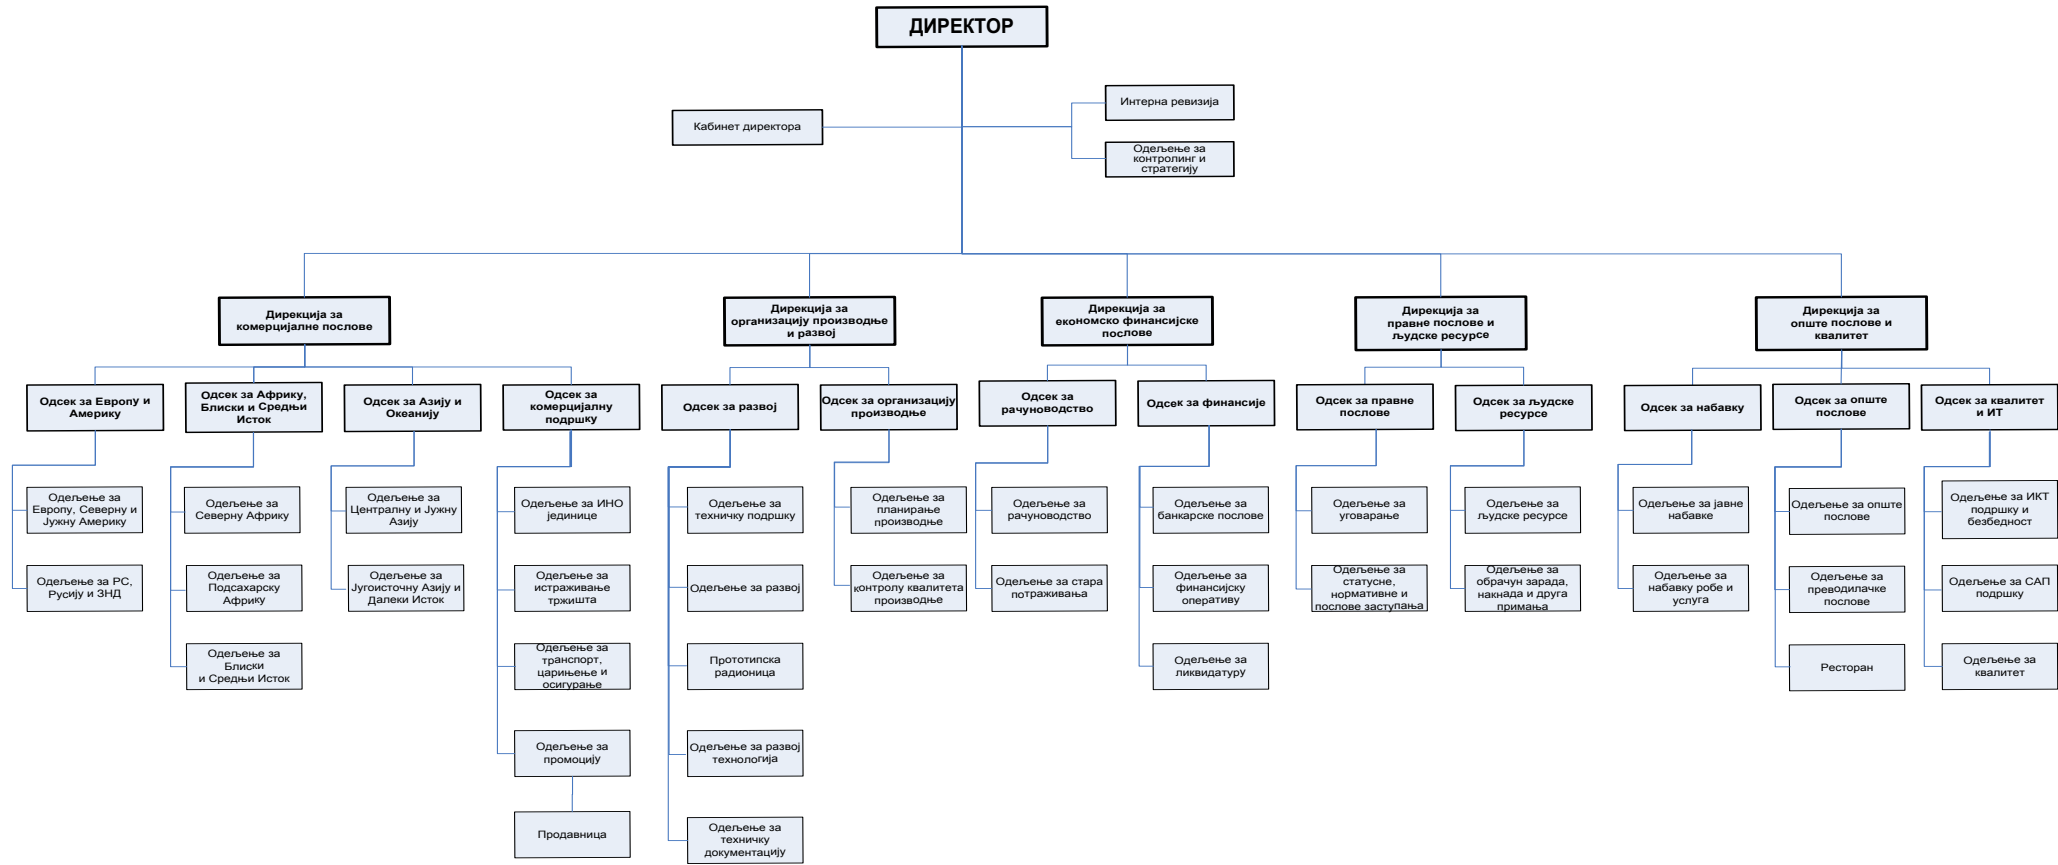 ДИРЕКТОР
Интерна ревизија
Кабинет директора
Одељење за
контролинг и
стратегију
Дирекција за
комерцијалне послове
Дирекција за
организацију производње
и развој
Дирекција за
економско финансијске
послове
Дирекција за
правне послове и
људске ресурсе
Дирекција за
опште послове и
квалитет
Одсек за Европу и
Америку
Одсек за Африку,
Блиски и Средњи
Исток
Одсек за Азију и
Океанију
Одсек за
комерцијалну
подршку
Одсек за развој
Одсек за организацију
производње
Одсек за
рачуноводство
Одсек за финансије
Одсек за правне
послове
Одсек за људске
ресурсе
Одсек за набавку
Одсек за опште
послове
Одсек за квалитет
и ИТ
Одељење за
Европу, Северну и
Јужну Америку
Одељење за
Северну Африку
Одељење за
Централну и Јужну
Азију
Одељење за ИНО
јединице
Одељење за
техничку подршку
Одељење за
планирање
производње
Одељење за
рачуноводство
Одељење за
банкарске послове
Одељење за
уговарање
Одељење за
људске ресурсе
Одељење за јавне
набавке
Одељење за опште
послове
Одељење за ИКТ
подршку и
безбедност
Одељење за РС,
Русију и ЗНД
Одељење за
Подсахарску
Африку
Одељење за
Југоисточну Азију и
Далеки Исток
Одељење за
истраживање
тржишта
Одељење за развој
Одељење за
контролу квалитета
производње
Одељење за стара
потраживања
Одељење за
финансијску
оперативу
Одељење за
статусне,
нормативне и
послове заступања
Одељење за
обрачун зарада,
накнада и друга
примања
Одељење за
набавку робе и
услуга
Одељење за
преводилачке
послове
Одељење за САП
подршку
Одељење за
Блиски
и Средњи Исток
Одељење за
транспорт,
царињење и
осигурање
Прототипска
радионица
Одељење за
ликвидатуру
Ресторан
Одељење за
квалитет
Одељење за
промоцију
Одељење за развој
технологија
Продавница
Одељење за
техничку
документацију